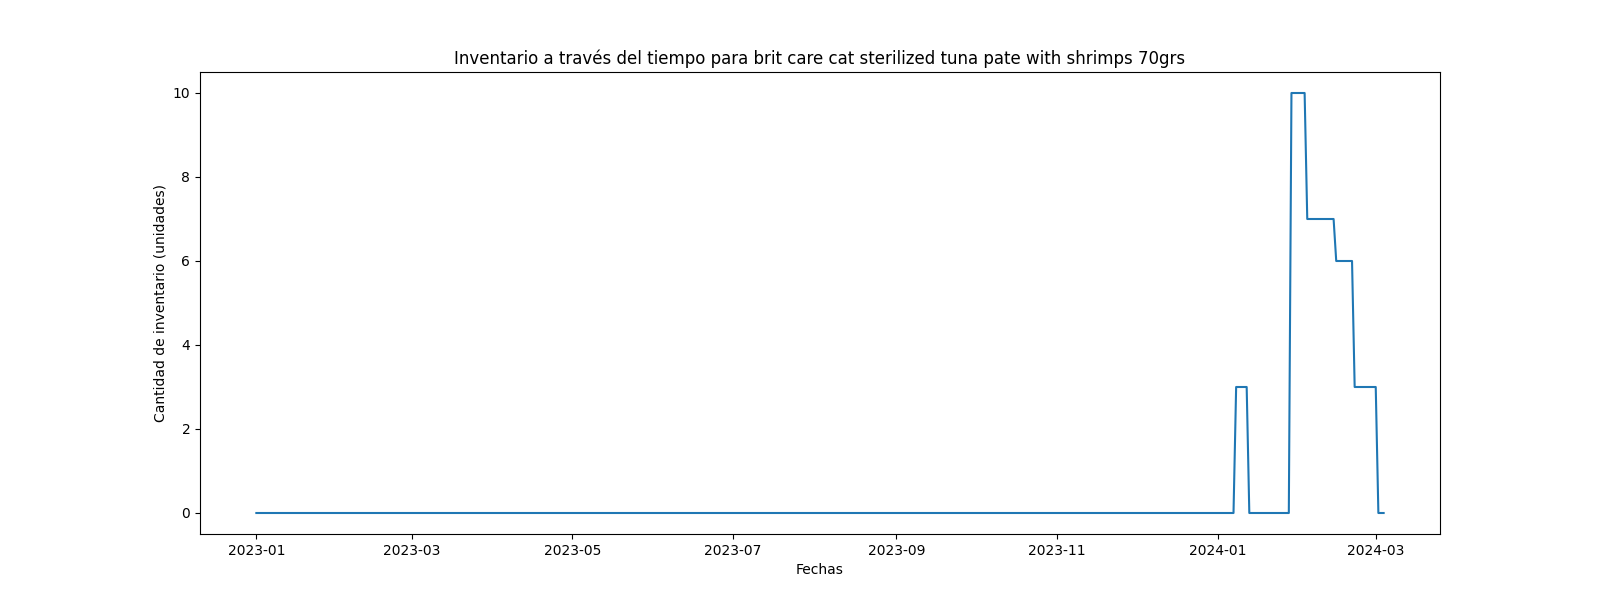 Inventario a través del tiempo para brit care cat sterilized tuna pate with shrimps 70grs
Cantidad de inventario (unidades)
10
8
6
4
2
0
2023-01 2023-03 2023-05 2023-07 2023-09 2023-11 2024-01 2024-03
Fechas